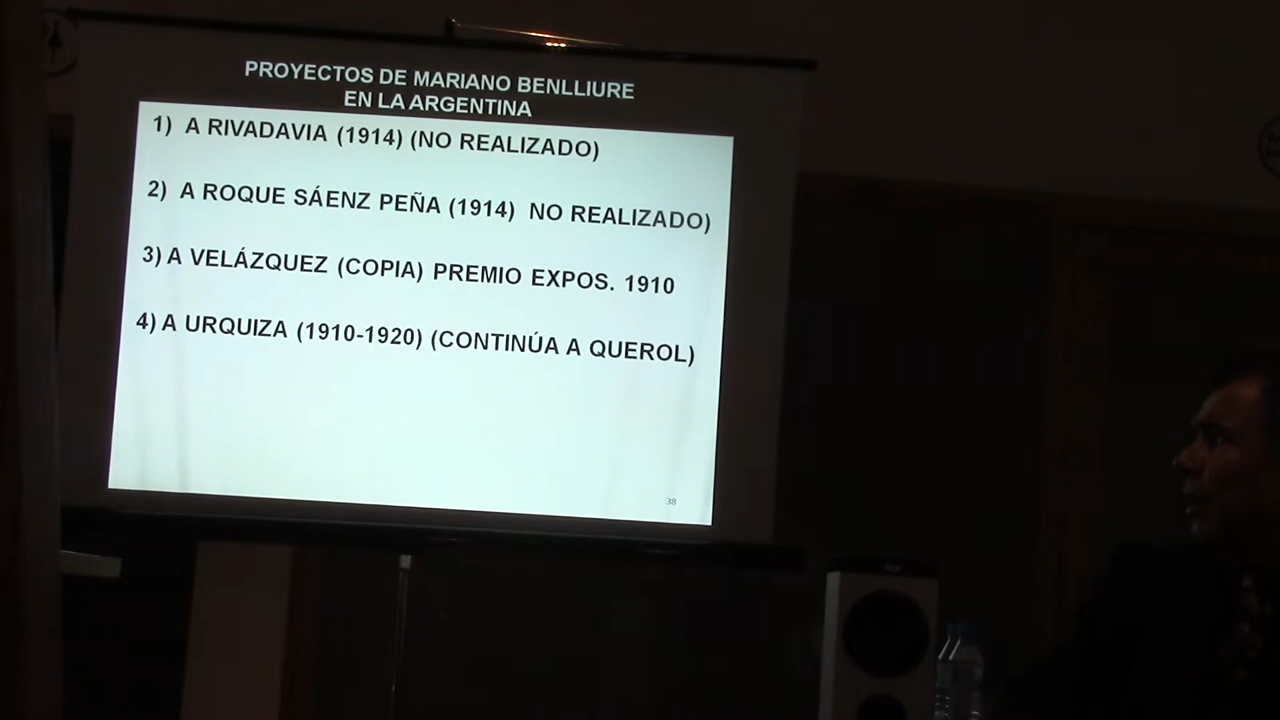 PROYECTOS DE MARIANO BENLLIURE
EN LA ARGENTINA
1) A RIVADAVIA (1914) (NO REALIZADO)
2) A ROQUE SÁENZ PEÑA (1914) NO REALIZADO)
3) A VELÁZQUEZ (COPIA) PREMIO EXPOS. 1910
4) A URQUIZA (1910-1920) (CONTINÚA A QUEROL)
38